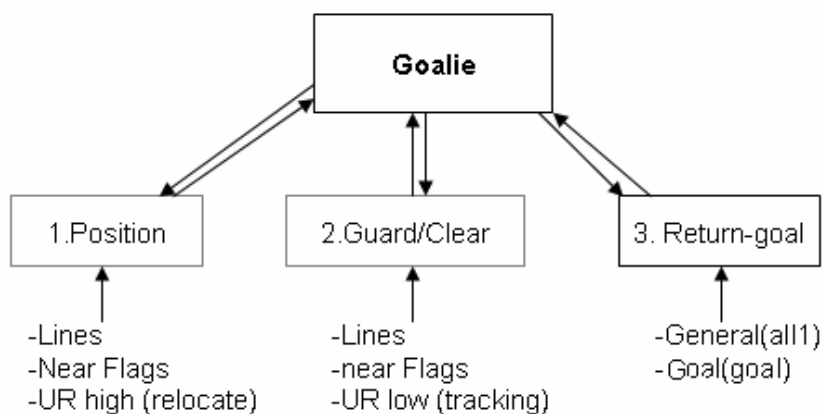 Goalie
1.Position
2.Guard/Clear
3. Return-goal
-Lines
-Near Flags
-UR high (relocate)
-Lines
-near Flags
-UR low (tracking)
-General(all1)
-Goal(goal)